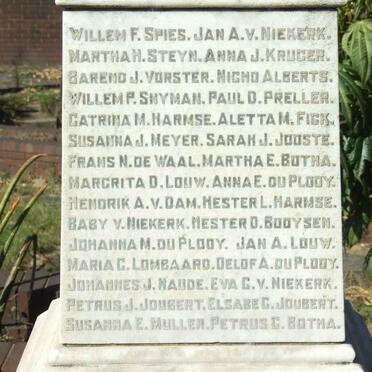 WILLEM F. SPIES. JAN A. V. NIEKERK.
MARTHA H. STEYN. ANNA J. KRUGER.
BAREND J. VORSTER. NICHO ALBERTS.
WILLEM P. SNYMAN. PAUL D. PRELLER.
CATRINA M. HARMSE. ALETTA M. FICK.
SUSANNA J. MEYER. SARAH J. JOOSTE.
FRANS N. DE WAAL. MARTHA E. BOTHA.
MARGRITA D. LOUW. ANNA E. DU PLOOY.
HENDRIK A. V. DAM. HESTER L. HARMSE.
BABY V. NIEKERK. HESTER D. BOOYSEN.
JOHANNA M. DU PLOOY. JAN A. LOUW.
MARIA C. LOMBAARD. DELOF A. DU PLOOY.
JOHANNES J. NAUDE. EVA C. V. NIEKERK.
PETRUS J. JOUBERT. ELSABE C. JOUBERT.
SUSANNA E. MULLER. PETRUS C. BOTHA.